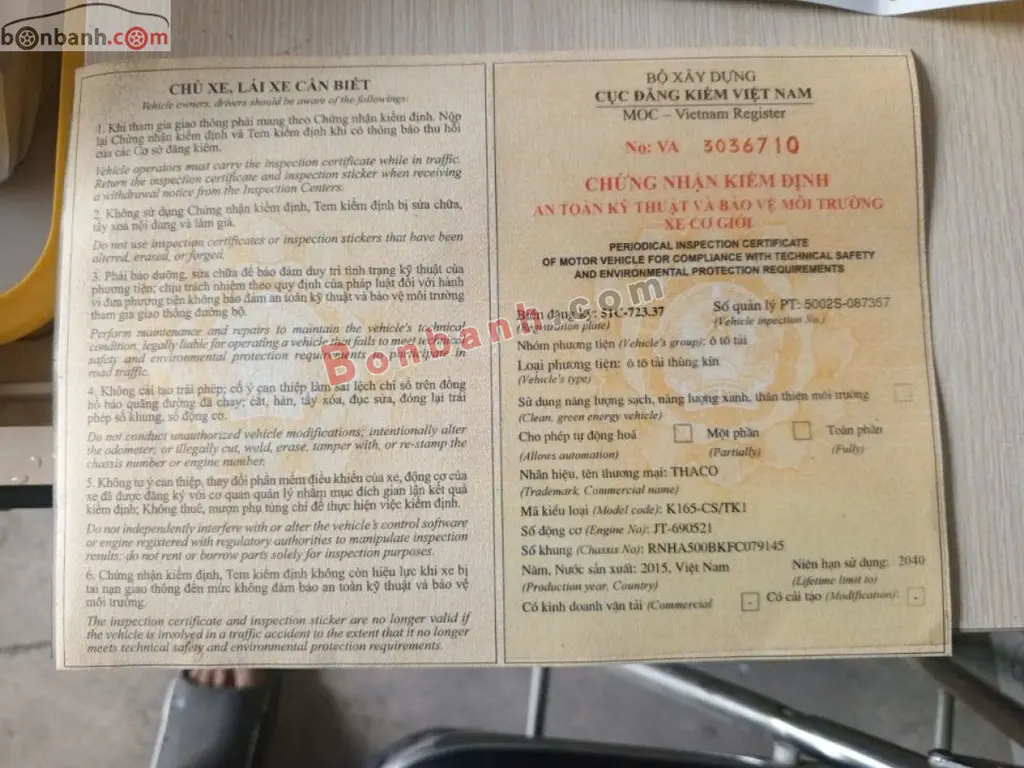 bonbanh.com
CHỦ XE, LÁI XE CẦN BIẾT
Vehicle owners, drivers should be aware of the followings:
1. Khi tham gia giao thông phải mang theo Chứng nhận kiểm định. Nộp
lại Chứng nhận kiểm định và Tem kiểm định khi có thông báo thu hồi
của các Cơ sở đăng kiểm.
Vehicle operators must carry the inspection certificate while in traffic.
Return the inspection certificate and inspection sticker when receiving
a withdrawal notice from the Inspection Centers.
2. Không sử dụng Chứng nhận kiểm định, Tem kiểm định bị sửa chữa,
tẩy xoá nội dung và làm giả.
Do not use inspection certificates or inspection stickers that have been
altered, erased, or forged.
3. Phải bảo dưỡng, sửa chữa để bảo đảm duy trì tình trạng kỹ thuật của
phương tiện; chịu trách nhiệm theo quy định của pháp luật đối với hành
vi đưa phương tiện không bảo đảm an toàn kỹ thuật và bảo vệ môi trường
tham gia giao thông đường bộ.
Perform maintenance and repairs to maintain the vehicle's technical
condition, legally liable for operating a vehicle that fails to meet technical
safety and environmental protection requirements to participate in
road traffic.
4. Không cải tạo trái phép; cố ý can thiệp làm sai lệch chỉ số trên đồng
hồ báo quãng đường đã chạy; cắt, hàn, tẩy xóa, đục sửa, đóng lại trái
phép số khung, số động cơ.
Do not conduct unauthorized vehicle modifications; intentionally alter
the odometer; or illegally cut, weld, erase, tamper with, or re-stamp the
chassis number or engine number.
5. Không tự ý can thiệp, thay đổi phần mềm điều khiển của xe, động cơ của
xe đã được đăng ký với cơ quan quản lý nhằm mục đích gian lận kết quả
kiểm định; Không thuê, mượn phụ tùng chỉ để thực hiện việc kiểm định.
Do not independently interfere with or alter the vehicle's control software
or engine registered with regulatory authorities to manipulate inspection
results; do not rent or borrow parts solely for inspection purposes.
6. Chứng nhận kiểm định, Tem kiểm định không còn hiệu lực khi xe bị
tai nạn giao thông đến mức không đảm bảo an toàn kỹ thuật và bảo vệ
môi trường.
The inspection certificate and inspection sticker are no longer valid if
the vehicle is involved in a traffic accident to the extent that it no longer
meets technical safety and environmental protection requirements.
BỘ XÂY DỰNG
CỤC ĐĂNG KIỂM VIỆT NAM
MOC – Vietnam Register
No: VA 3036710
CHỨNG NHẬN KIỂM ĐỊNH
AN TOÀN KỸ THUẬT VÀ BẢO VỆ MÔI TRƯỜNG
XE CƠ GIỚI
PERIODICAL INSPECTION CERTIFICATE
OF MOTOR VEHICLE FOR COMPLIANCE WITH TECHNICAL SAFETY
AND ENVIRONMENTAL PROTECTION REQUIREMENTS
Biển đăng ký: 51C-723.37 Số quản lý PT: 5002S-087357
(Registration plate) (Vehicle inpection No.)
Nhóm phương tiện (Vehicle's group): ô tô tải
Loại phương tiện: ô tô tải thùng kín
(Vehicle's type)
Sử dụng năng lượng sạch, năng lượng xanh, thân thiện môi trường
(Clean, green energy vehicle)
Cho phép tự động hoá Một phần Toàn phần
(Allows automation) (Partially) (Fully)
Nhãn hiệu, tên thương mại: THACO
(Trademark, Commercial name)
Mã kiểu loại (Model code): K165-CS/TK1
Số động cơ (Engine No): JT-690521
Số khung (Chassis No): RNHA500BKFC079145
Năm, Nước sản xuất: 2015, Việt Nam Niên hạn sử dụng: 2040
(Production year, Country) (Lifetime limit to)
Có kinh doanh vận tải (Commercial - Có cải tạo (Modification): -
Bonbanh.com